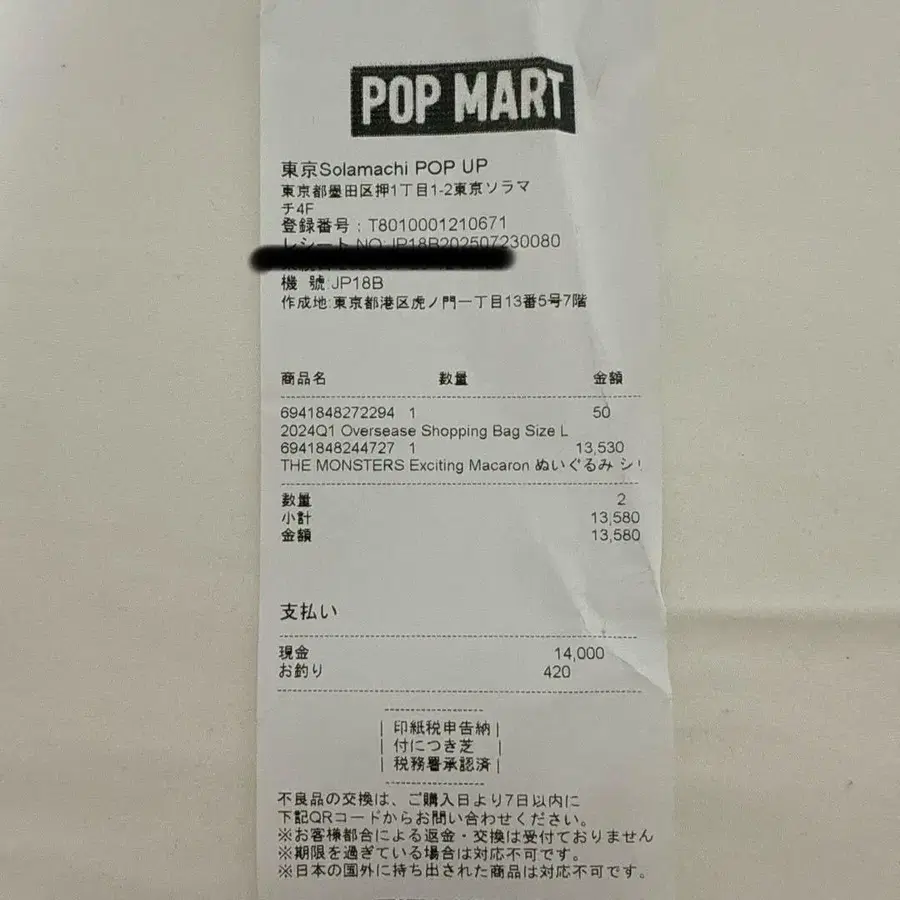 POP MART
東京Solamachi POP UP
東京都墨田区押1丁目1-2東京ソラマ
チ4F
登録番号：T8010001210671
レシート NO: JP18B202507230080
機 號:JP18B
作成地:東京都港区虎ノ門一丁目13番5号7階
商品名 数量 金額
6941848272294 1 50
2024Q1 Oversease Shopping Bag Size L
6941848244727 1 13,530
THE MONSTERS Exciting Macaron ぬいぐるみ シリ
数量 2
小計 13,580
金額 13,580
支払い
現金 14,000
お釣り 420
印紙税申告納
付につき芝
税務署承認済
不良品の交換は、ご購入日より7日以内に
下記QRコードからお問い合わせください。
※お客様都合による返金・交換は受付ておりません
※期限を過ぎている場合は対応不可です。
※日本の国外に持ち出された商品は対応不可です。